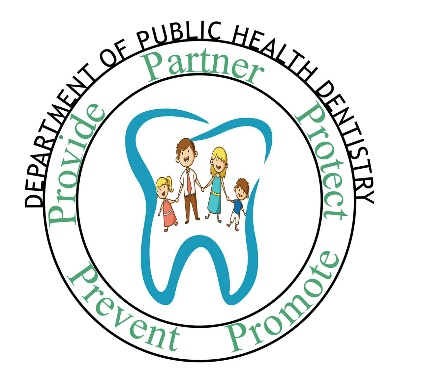 DEPARTMENT OF PUBLIC HEALTH DENTISTRY
Partner
Protect
Promote
Prevent
Provide